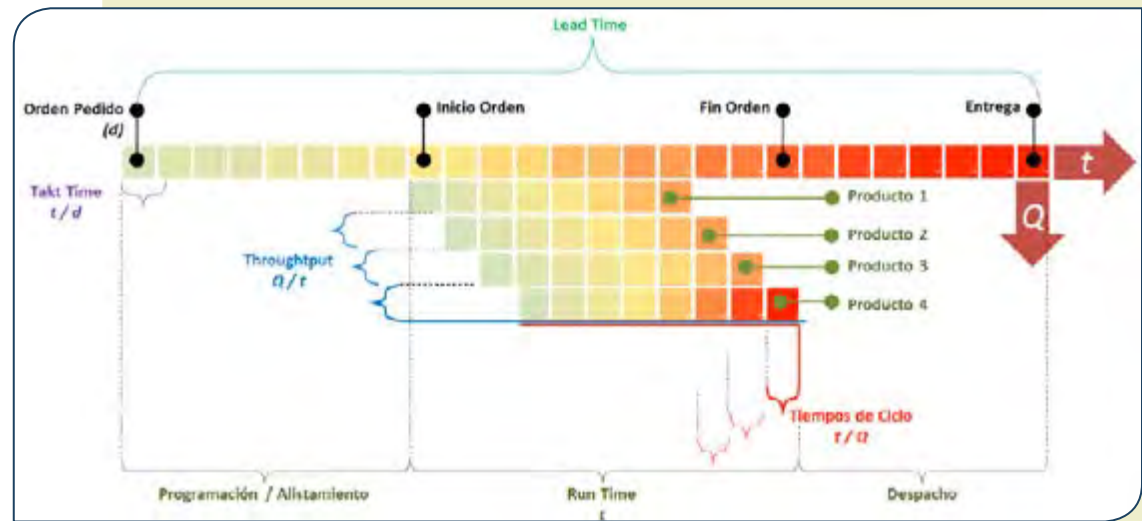 Lead Time
Orden Pedido
(d)
Inicio Orden
Fin Orden
Entrega
t
Takt Time
t / d
Producto 1
Q
Producto 2
Throughtput
Q / t
Producto 3
Producto 4
Tiempos de Ciclo
t / Q
Programación / Alistamiento
Run Time
t
Despacho